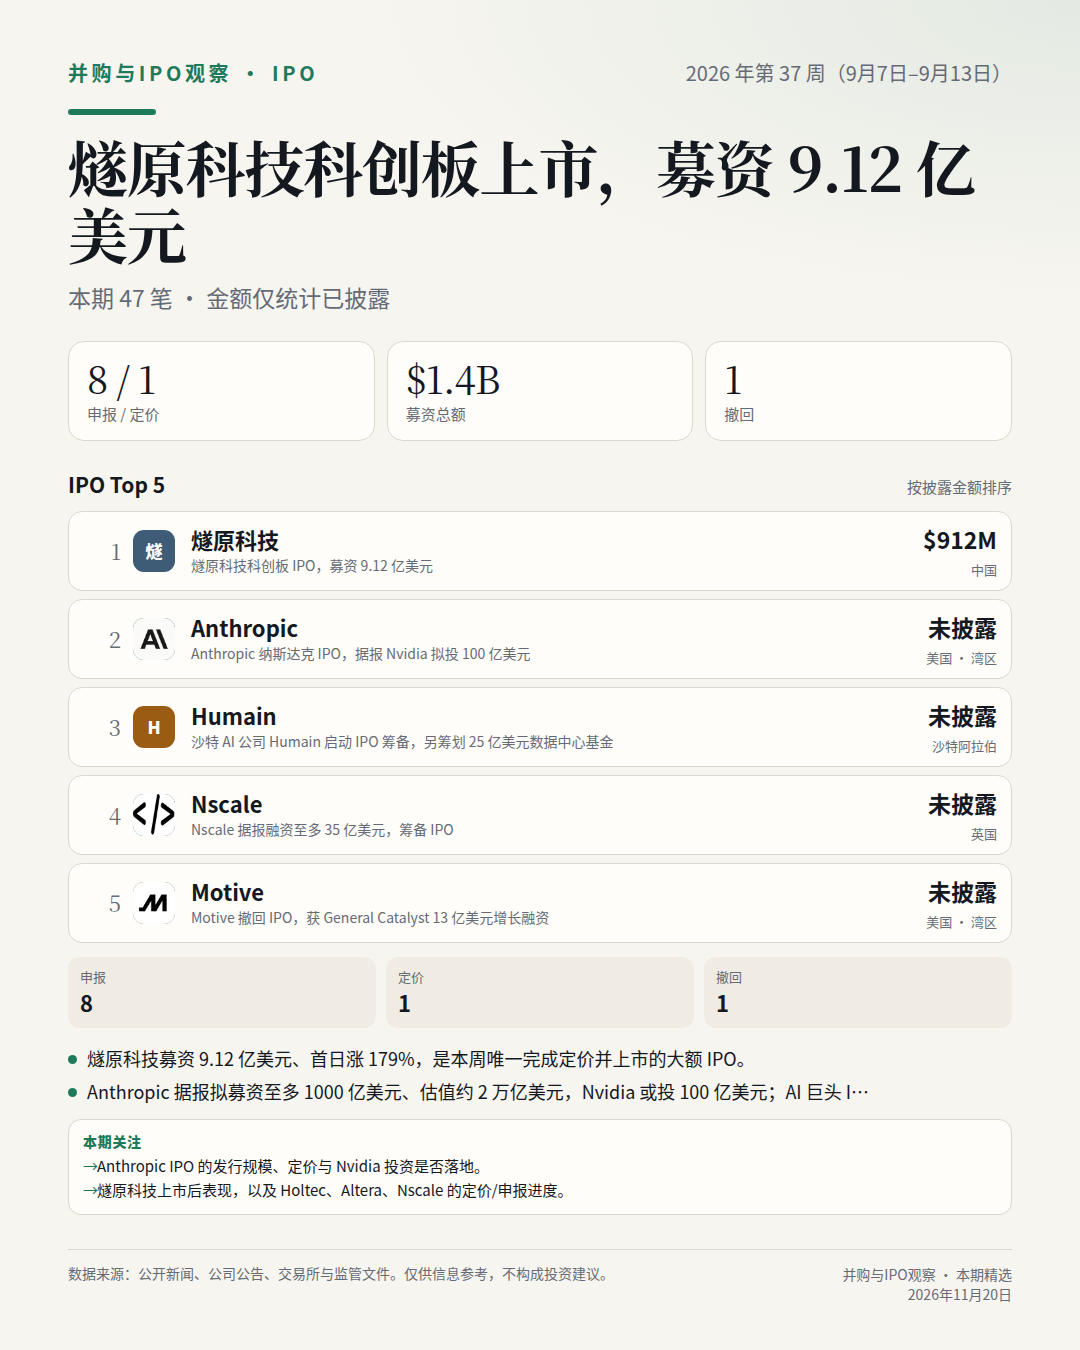 并购与IPO观察 · IPO
2026 年第 37 周（9月7日–9月13日）
燧原科技科创板上市，募资 9.12 亿
美元
本期 47 笔 · 金额仅统计已披露
8 / 1
申报 / 定价
$1.4B
募资总额
1
撤回
IPO Top 5
按披露金额排序
1
燧
燧原科技
燧原科技科创板 IPO，募资 9.12 亿美元
$912M
中国
2
Anthropic
Anthropic 纳斯达克 IPO，据报 Nvidia 拟投 100 亿美元
未披露
美国 · 湾区
3
H
Humain
沙特 AI 公司 Humain 启动 IPO 筹备，另筹划 25 亿美元数据中心基金
未披露
沙特阿拉伯
4
</>
Nscale
Nscale 据报融资至多 35 亿美元，筹备 IPO
未披露
英国
5
Motive
Motive 撤回 IPO，获 General Catalyst 13 亿美元增长融资
未披露
美国 · 湾区
申报
8
定价
1
撤回
1
燧原科技募资 9.12 亿美元、首日涨 179%，是本周唯一完成定价并上市的大额 IPO。
Anthropic 据报拟募资至多 1000 亿美元、估值约 2 万亿美元，Nvidia 或投 100 亿美元；AI 巨头 I…
本期关注
→Anthropic IPO 的发行规模、定价与 Nvidia 投资是否落地。
→燧原科技上市后表现，以及 Holtec、Altera、Nscale 的定价/申报进度。
数据来源：公开新闻、公司公告、交易所与监管文件。仅供信息参考，不构成投资建议。
并购与IPO观察 · 本期精选
2026年11月20日